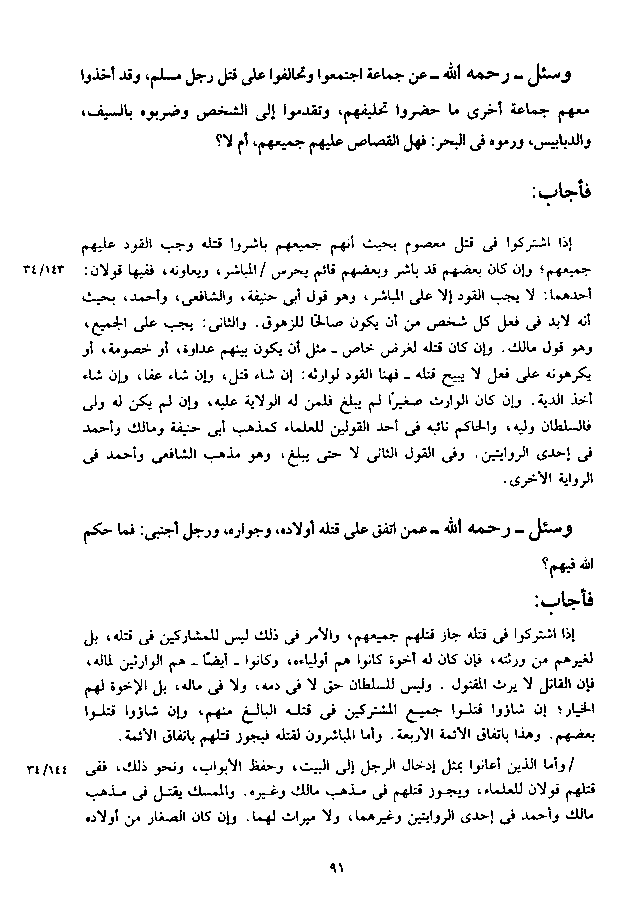 وسئل ـ رحمه الله ـ عن جماعة اجتمعوا وتحالفوا على قتل رجل مسلم، وقد أخذوا
معهم جماعة أخرى ما حضروا تحليفهم، وتقدموا إلى الشخص وضربوه بالسيف،
والدبابيس، ورموه فى البحر: فهل القصاص عليهم جميعهم، أم لا؟
فأجاب:
إذا اشتركوا فى قتل معصوم بحيث أنهم جميعهم باشروا قتله وجب القود عليهم
٣٤/١٤٣ جميعهم؛ وإن كان بعضهم قد باشر وبعضهم قائم يحرس / المباشر، ويعاونه، ففيها قولان:
أحدهما: لا يجب القود إلا على المباشر، وهو قول أبى حنيفة، والشافعى، وأحمد، بحيث
أنه لابد فى فعل كل شخص من أن يكون صالحًا للزهوق. والثانى: يجب على الجميع،
وهو قول مالك. وإن كان قتله لغرض خاص ـ مثل أن يكون بينهم عداوة، أو خصومة، أو
يكرهونه على فعل لا يبيح قتله ـ فهنا القود لوارثه: إن شاء قتل، وإن شاء عفا، وإن شاء
أخذ الدية. وإن كان الوارث صغيرًا لم يبلغ فلمن له الولاية عليه، وإن لم يكن له ولى
فالسلطان وليه، والحاكم نائبه فى أحد القولين للعلماء كمذهب أبى حنيفة ومالك وأحمد
فى إحدى الروايتين. وفى القول الثانى لا حتى يبلغ، وهو مذهب الشافعى وأحمد فى
الرواية الأخرى.
وسئل ـ رحمه الله ـ عمن اتفق على قتله أولاده، وجواره، ورجل أجنبى: فما حكم
الله فيهم؟
فأجاب:
إذا اشتركوا فى قتله جاز قتلهم جميعهم، والأمر فى ذلك ليس للمشاركين فى قتله، بل
لغيرهم من ورثته، فإن كان له أخوة كانوا هم أولياءه، وكانوا ـ أيضًا ـ هم الوارثين لماله،
فإن القاتل لا يرث المقتول. وليس للسلطان حق لا فى دمه، ولا فى ماله، بل الإخوة لهم
الخيار؛ إن شاؤوا قتلوا جميع المشتركين فى قتله البالغ منهم، وإن شاؤوا قتلوا
بعضهم. وهذا باتفاق الأئمة الأربعة. وأما المباشرون لقتله فيجوز قتلهم باتفاق الأئمة.
٣٤/١٤٤ / وأما الذين أعانوا بمثل إدخال الرجل إلى البيت، وحفظ الأبواب، ونحو ذلك، ففى
قتلهم قولان للعلماء، ويجوز قتلهم فى مذهب مالك وغيره. والممسك يقتل فى مذهب
مالك وأحمد فى إحدى الروايتين وغيرهما، ولا ميراث لهما. وإن كان الصغار من أولاده
٩١